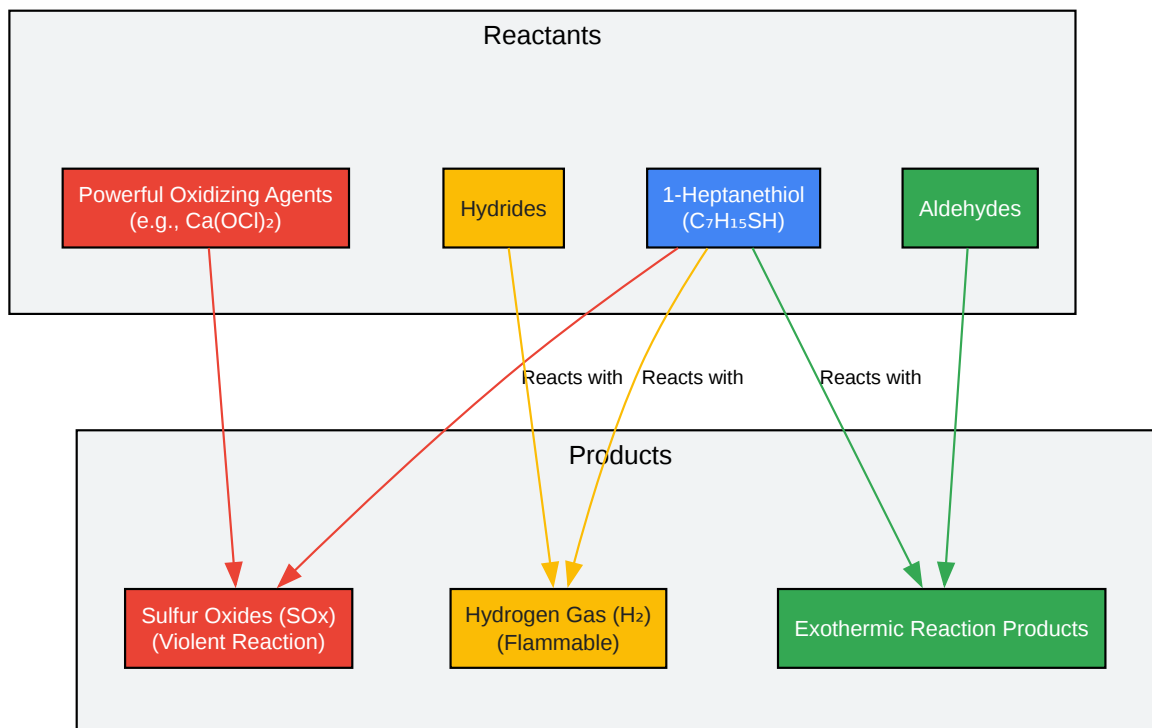 Reactants
Powerful Oxidizing Agents
(e.g., Ca(OCl)₂)
Hydrides
1-Heptanethiol
(C₇H₁₅SH)
Aldehydes
Reacts with
Reacts with
Reacts with
Products
Sulfur Oxides (SOx)
(Violent Reaction)
Hydrogen Gas (H₂)
(Flammable)
Exothermic Reaction Products